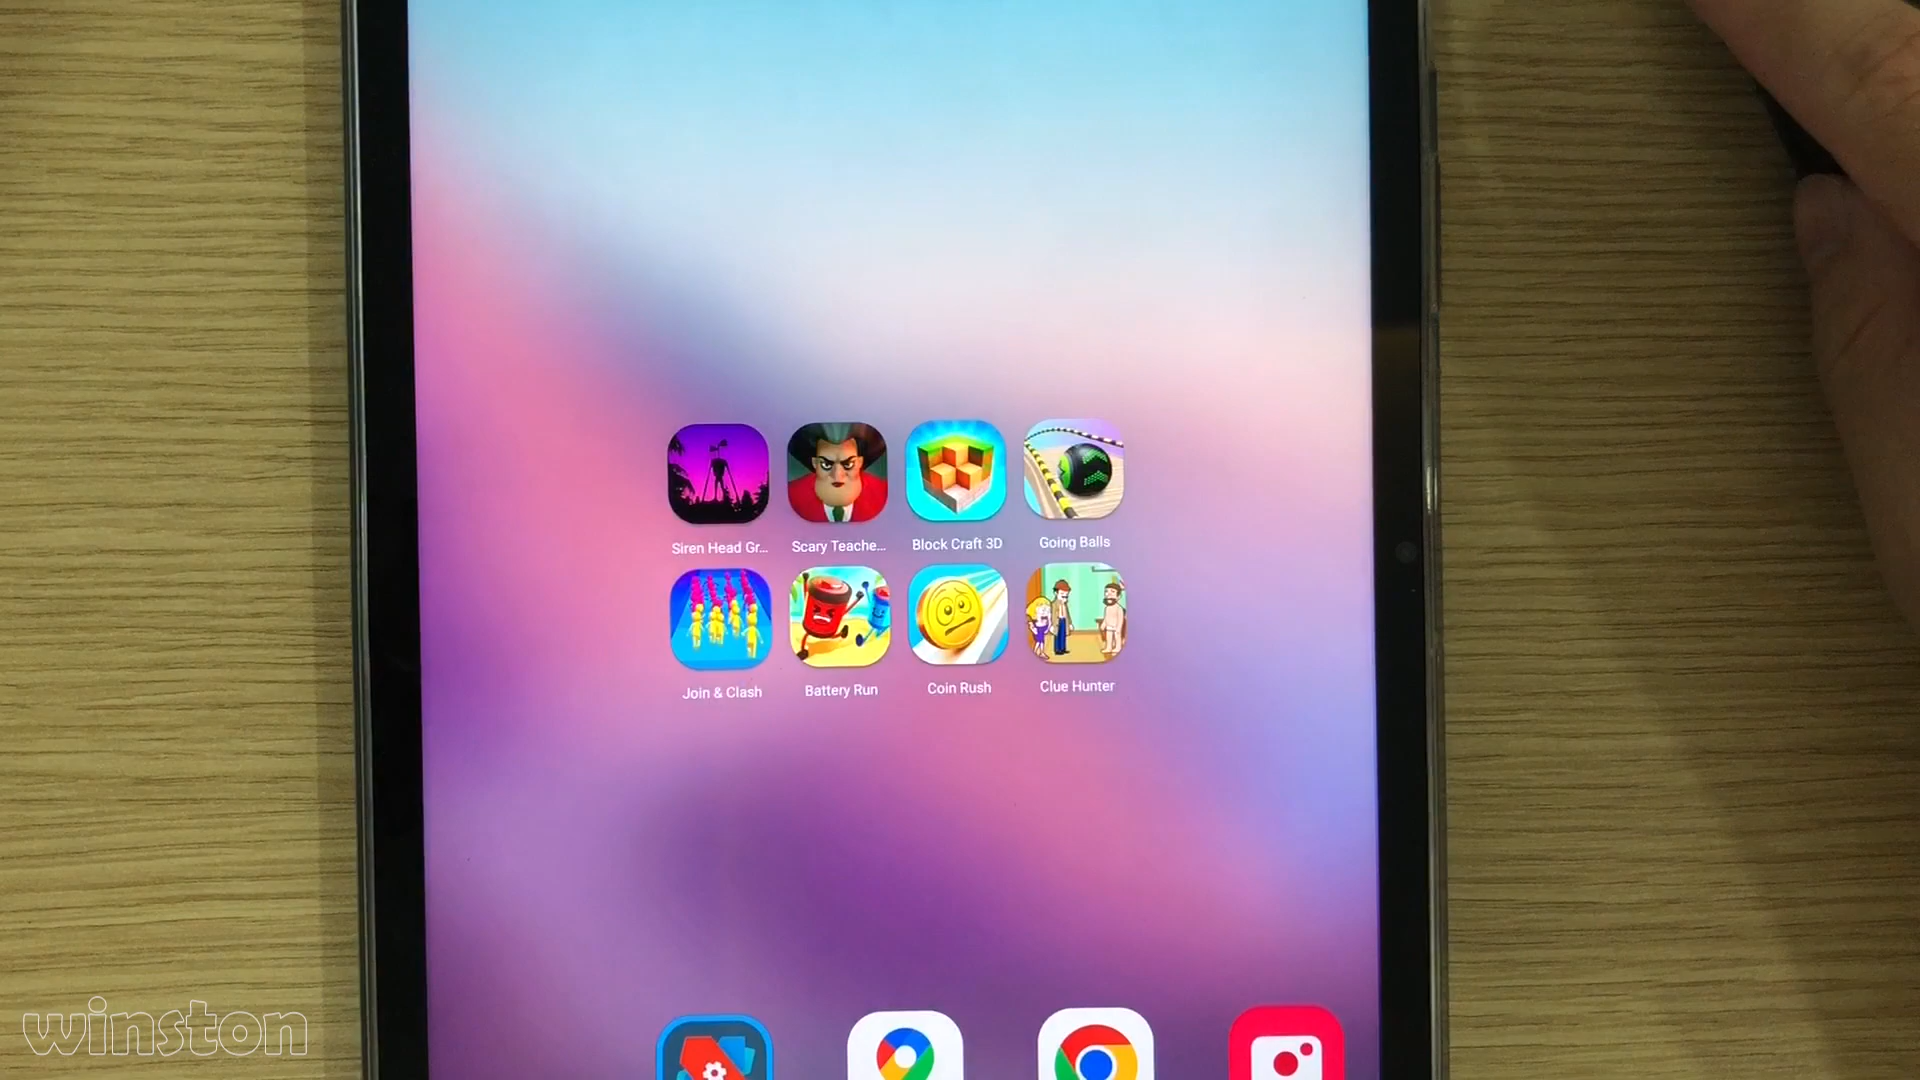 Siren Head Gr...
Scary Teache...
Block Craft 3D
Going Balls
Join & Clash
Battery Run
Coin Rush
Clue Hunter
winston